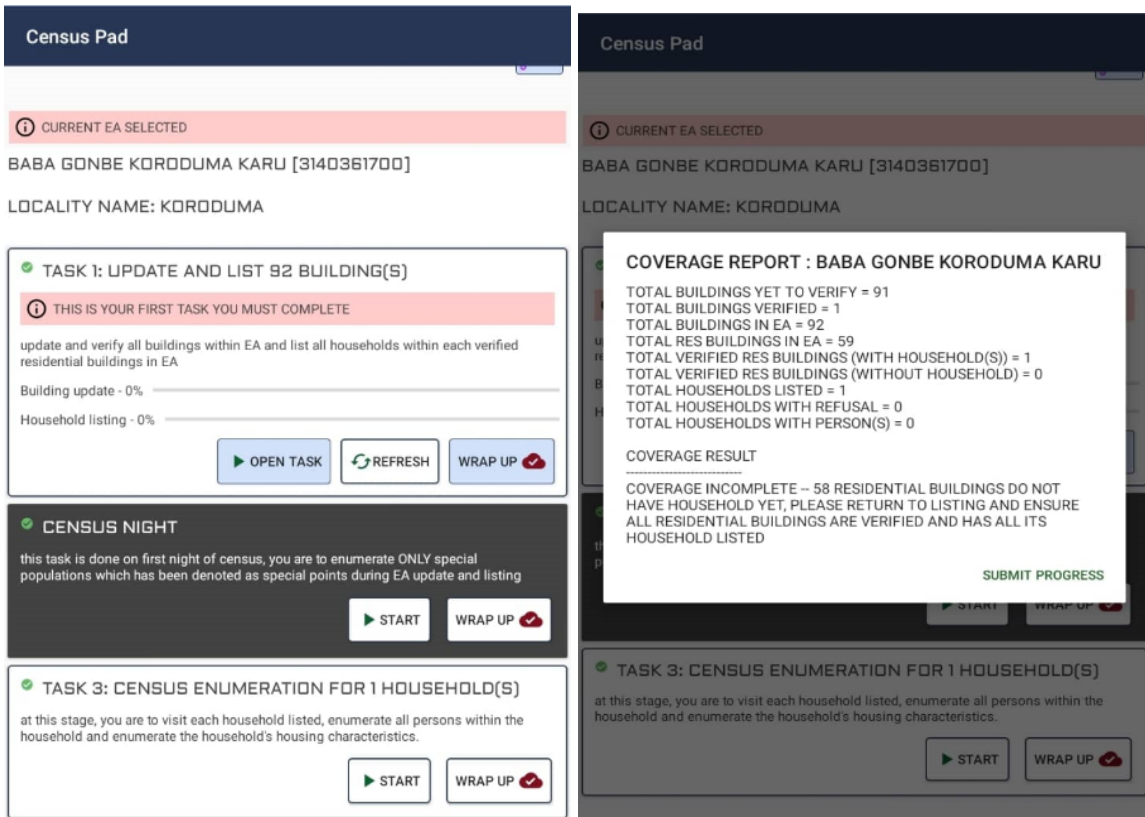 Census Pad
CURRENT EA SELECTED
BABA GONBE KORODUMA KARU [3140361700]
LOCALITY NAME: KORODUMA
TASK 1: UPDATE AND LIST 92 BUILDING(S)
THIS IS YOUR FIRST TASK YOU MUST COMPLETE
update and verify all buildings within EA and list all households within each verified
residential buildings in EA
Building update - 0%
Household listing - 0%
OPEN TASK
REFRESH
WRAP UP
CENSUS NIGHT
this task is done on first night of census, you are to enumerate ONLY special
populations which has been denoted as special points during EA update and listing
START
WRAP UP
TASK 3: CENSUS ENUMERATION FOR 1 HOUSEHOLD(S)
at this stage, you are to visit each household listed, enumerate all persons within the
household and enumerate the household's housing characteristics.
START
WRAP UP
Census Pad
CURRENT EA SELECTED
BABA GONBE KORODUMA KARU [3140361700]
LOCALITY NAME: KORODUMA
COVERAGE REPORT : BABA GONBE KORODUMA KARU
TOTAL BUILDINGS YET TO VERIFY = 91
TOTAL BUILDINGS VERIFIED = 1
TOTAL BUILDINGS IN EA = 92
TOTAL RES BUILDINGS IN EA = 59
TOTAL VERIFIED RES BUILDINGS (WITH HOUSEHOLD(S)) = 1
TOTAL VERIFIED RES BUILDINGS (WITHOUT HOUSEHOLD) = 0
TOTAL HOUSEHOLDS LISTED = 1
TOTAL HOUSEHOLDS WITH REFUSAL = 0
TOTAL HOUSEHOLDS WITH PERSON(S) = 0
COVERAGE RESULT
---------------------------
COVERAGE INCOMPLETE -- 58 RESIDENTIAL BUILDINGS DO NOT
HAVE HOUSEHOLD YET, PLEASE RETURN TO LISTING AND ENSURE
ALL RESIDENTIAL BUILDINGS ARE VERIFIED AND HAS ALL ITS
HOUSEHOLD LISTED
SUBMIT PROGRESS
START
WRAP UP
TASK 3: CENSUS ENUMERATION FOR 1 HOUSEHOLD(S)
at this stage, you are to visit each household listed, enumerate all persons within the
household and enumerate the household's housing characteristics.
START
WRAP UP